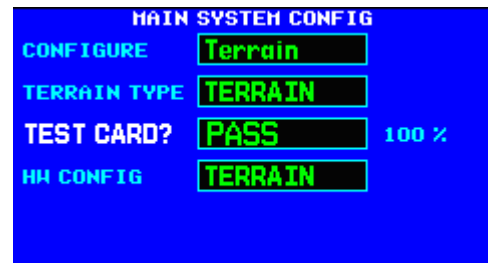 MAIN SYSTEM CONFIG
CONFIGURE Terrain
TERRAIN TYPE TERRAIN
TEST CARD? PASS 100 %
HW CONFIG TERRAIN